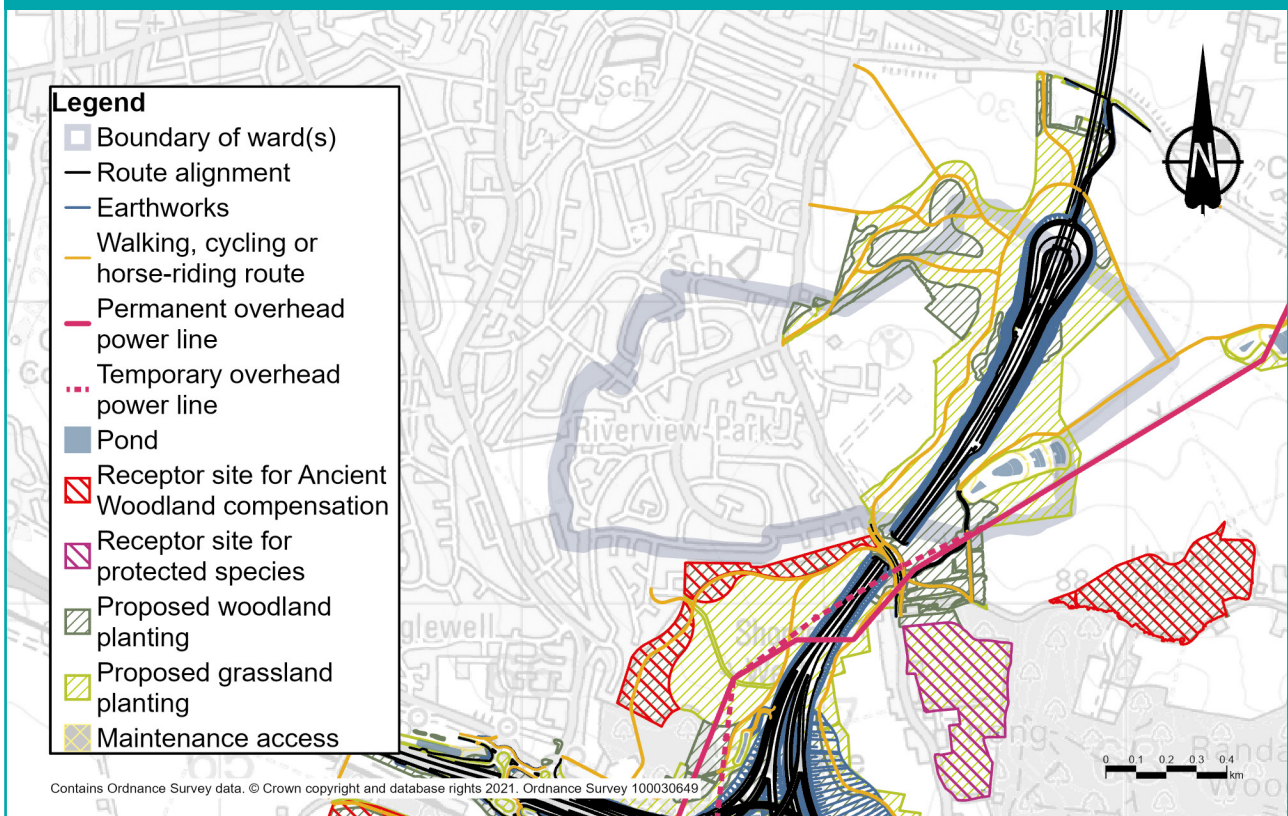 Chalk
Sch
N
30
Legend
Boundary of ward(s)
Route alignment
Earthworks
Walking, cycling or
horse-riding route
Permanent overhead
power line
Temporary overhead
power line
Pond
Receptor site for Ancient
Woodland compensation
Receptor site for
protected species
Proposed woodland
planting
Proposed grassland
planting
Maintenance access
Sch
Riverview Park
88
0 0.1 0.2 0.3 0.4
km
Contains Ordnance Survey data. © Crown copyright and database rights 2021. Ordnance Survey 100030649